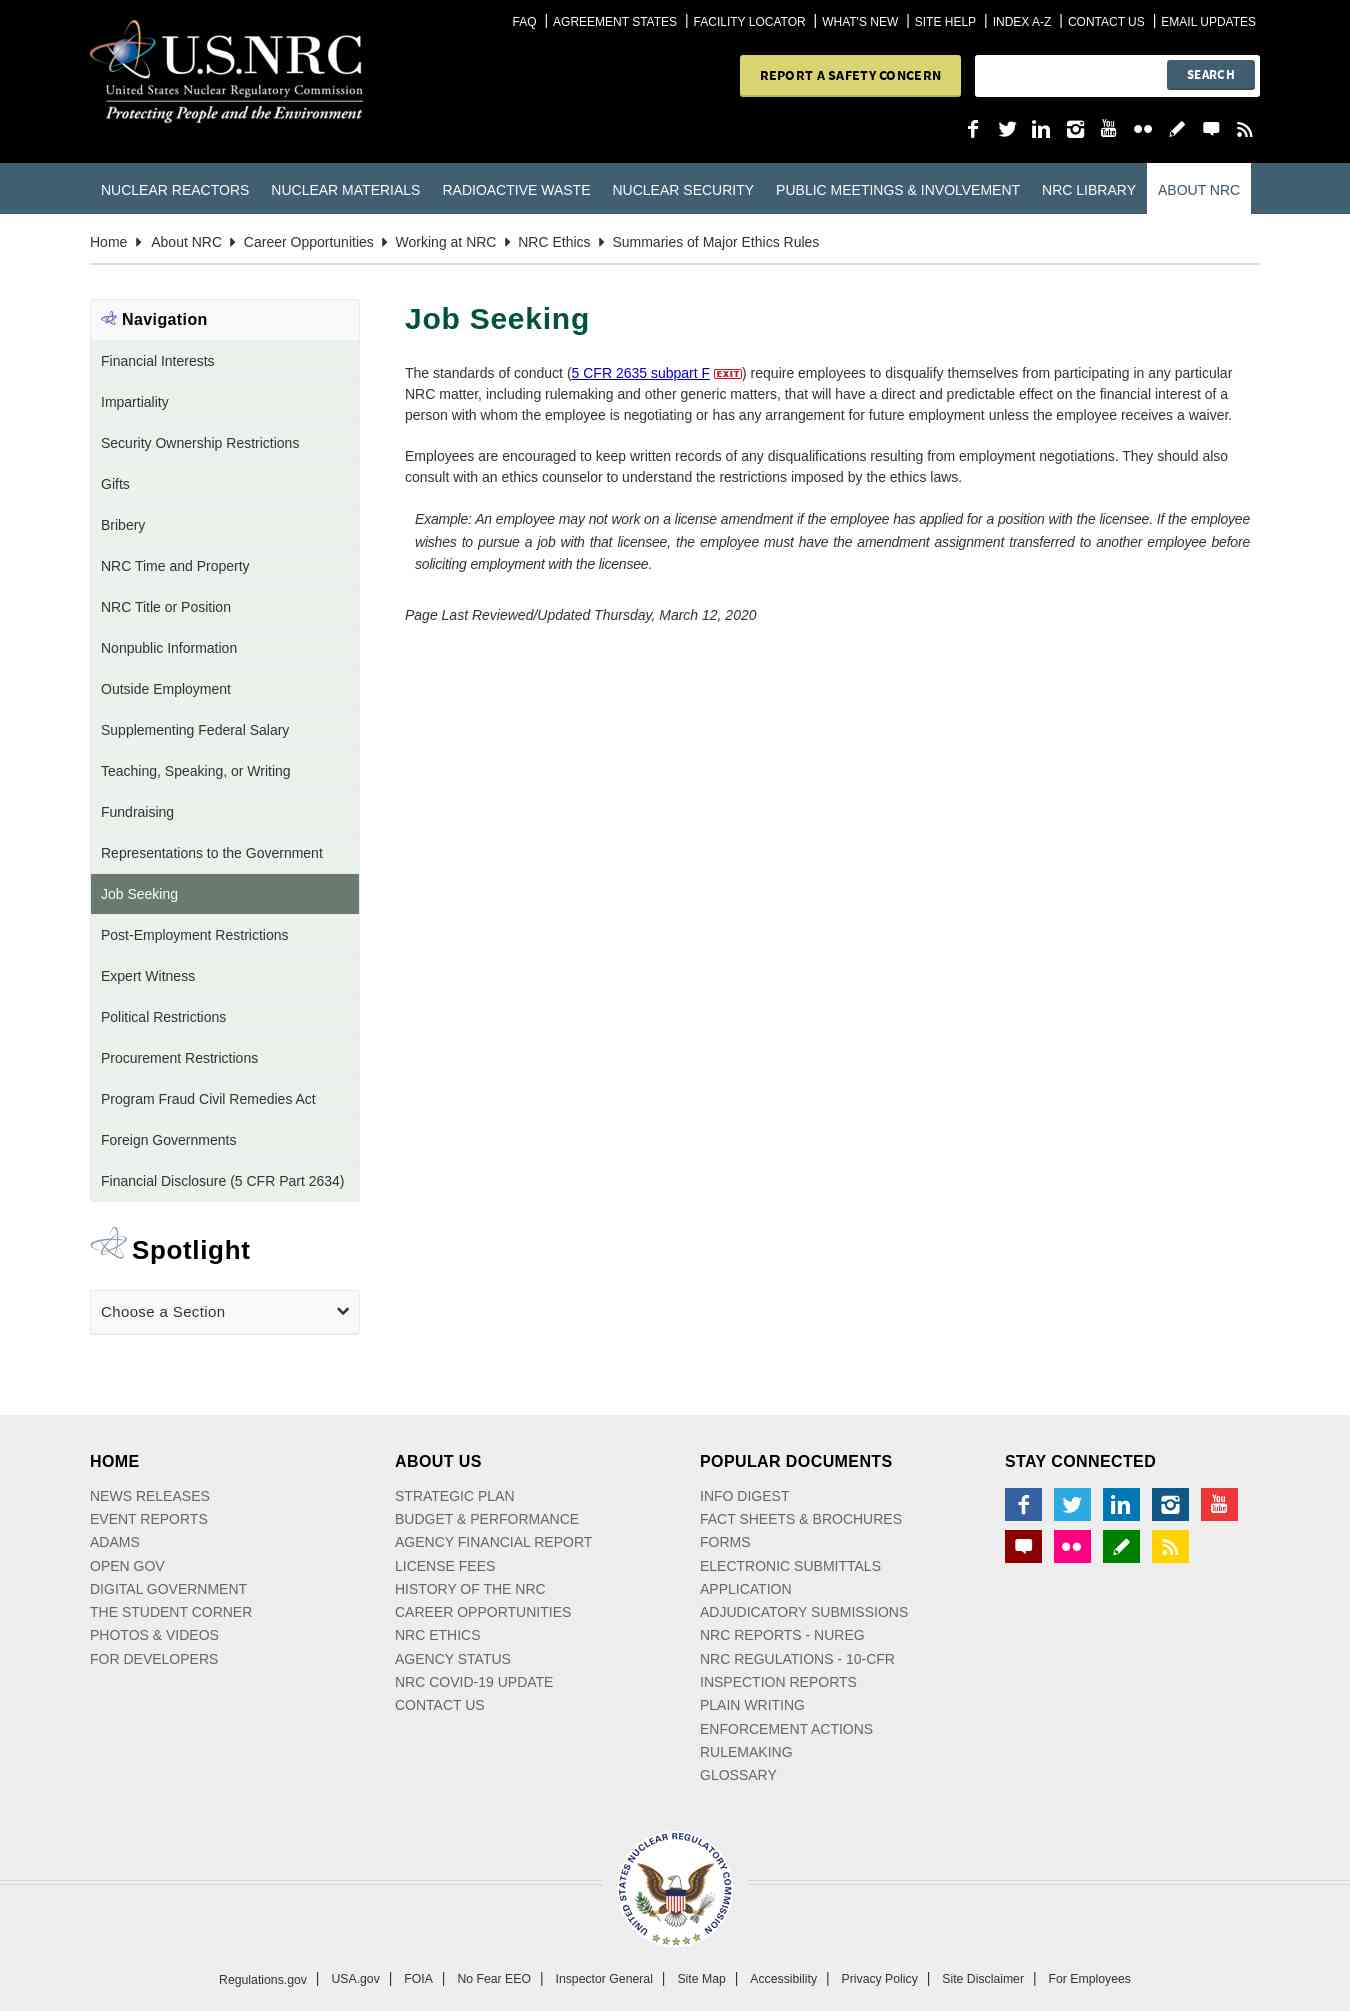 FAQ | AGREEMENT STATES | FACILITY LOCATOR | WHAT'S NEW | SITE HELP | INDEX A-Z | CONTACT US | EMAIL UPDATES
U.S.NRC
United States Nuclear Regulatory Commission
Protecting People and the Environment
REPORT A SAFETY CONCERN
SEARCH
You Tube
NUCLEAR REACTORS NUCLEAR MATERIALS RADIOACTIVE WASTE NUCLEAR SECURITY PUBLIC MEETINGS & INVOLVEMENT NRC LIBRARY ABOUT NRC
Home About NRC Career Opportunities Working at NRC NRC Ethics Summaries of Major Ethics Rules
Navigation
Financial Interests
Impartiality
Security Ownership Restrictions
Gifts
Bribery
NRC Time and Property
NRC Title or Position
Nonpublic Information
Outside Employment
Supplementing Federal Salary
Teaching, Speaking, or Writing
Fundraising
Representations to the Government
Job Seeking
Post-Employment Restrictions
Expert Witness
Political Restrictions
Procurement Restrictions
Program Fraud Civil Remedies Act
Foreign Governments
Financial Disclosure (5 CFR Part 2634)
Spotlight
Choose a Section
Job Seeking
The standards of conduct (5 CFR 2635 subpart F EXIT) require employees to disqualify themselves from participating in any particular
NRC matter, including rulemaking and other generic matters, that will have a direct and predictable effect on the financial interest of a
person with whom the employee is negotiating or has any arrangement for future employment unless the employee receives a waiver.
Employees are encouraged to keep written records of any disqualifications resulting from employment negotiations. They should also
consult with an ethics counselor to understand the restrictions imposed by the ethics laws.
Example: An employee may not work on a license amendment if the employee has applied for a position with the licensee. If the employee
wishes to pursue a job with that licensee, the employee must have the amendment assignment transferred to another employee before
soliciting employment with the licensee.
Page Last Reviewed/Updated Thursday, March 12, 2020
HOME
NEWS RELEASES
EVENT REPORTS
ADAMS
OPEN GOV
DIGITAL GOVERNMENT
THE STUDENT CORNER
PHOTOS & VIDEOS
FOR DEVELOPERS
ABOUT US
STRATEGIC PLAN
BUDGET & PERFORMANCE
AGENCY FINANCIAL REPORT
LICENSE FEES
HISTORY OF THE NRC
CAREER OPPORTUNITIES
NRC ETHICS
AGENCY STATUS
NRC COVID-19 UPDATE
CONTACT US
POPULAR DOCUMENTS
INFO DIGEST
FACT SHEETS & BROCHURES
FORMS
ELECTRONIC SUBMITTALS
APPLICATION
ADJUDICATORY SUBMISSIONS
NRC REPORTS - NUREG
NRC REGULATIONS - 10-CFR
INSPECTION REPORTS
PLAIN WRITING
ENFORCEMENT ACTIONS
RULEMAKING
GLOSSARY
STAY CONNECTED
You Tube
UNITED STATES NUCLEAR REGULATORY COMMISSION
Regulations.gov | USA.gov | FOIA | No Fear EEO | Inspector General | Site Map | Accessibility | Privacy Policy | Site Disclaimer | For Employees